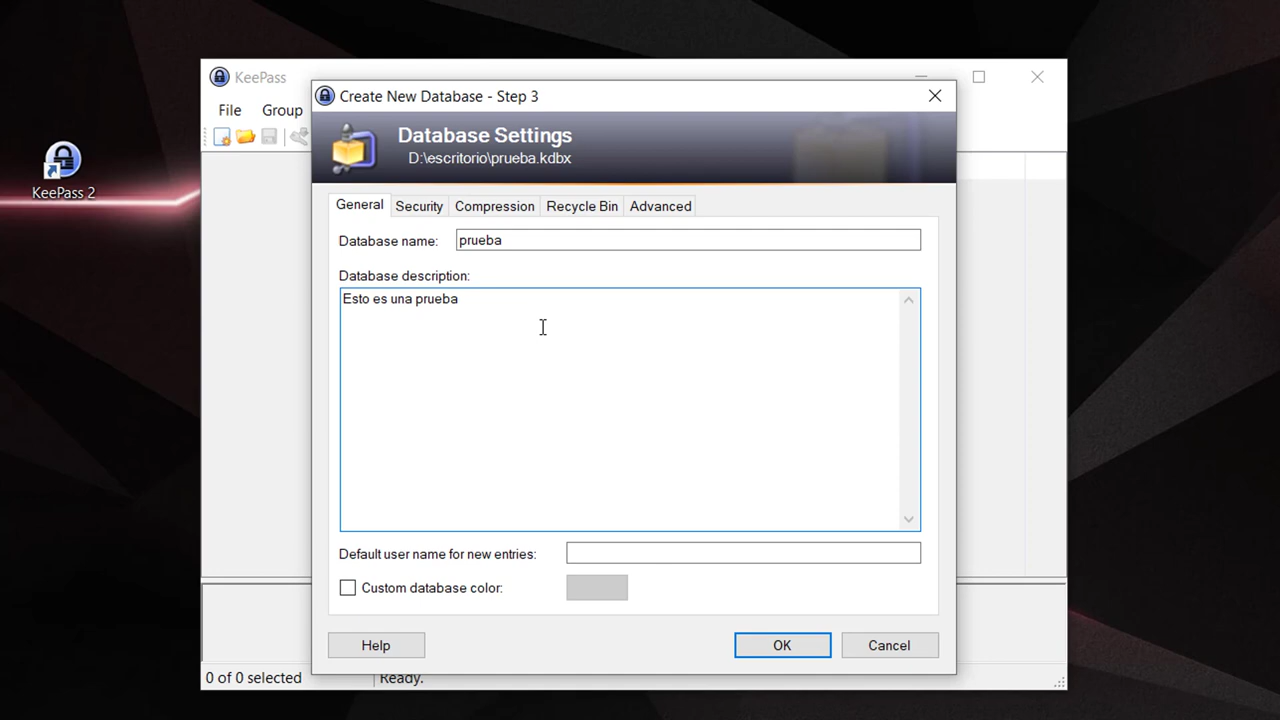 KeePass
File Group
KeePass 2
Create New Database - Step 3
Database Settings
D:\escritorio\prueba.kdbx
General Security Compression Recycle Bin Advanced
Database name: prueba
Database description:
Esto es una prueba
Default user name for new entries:
Custom database color:
Help OK Cancel
0 of 0 selected Ready.